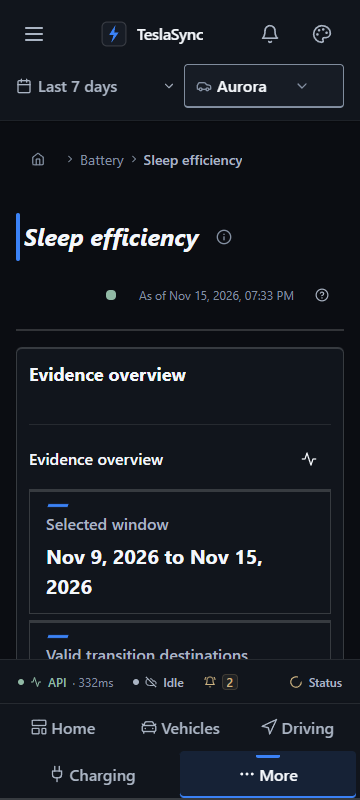 TeslaSync
Last 7 days
Aurora
Battery
Sleep efficiency
Sleep efficiency
As of Nov 15, 2026, 07:33 PM
Evidence overview
Evidence overview
Selected window
Nov 9, 2026 to Nov 15,
2026
Valid transition destinations
API · 332ms
Idle
2
Status
Home
Vehicles
Driving
Charging
More